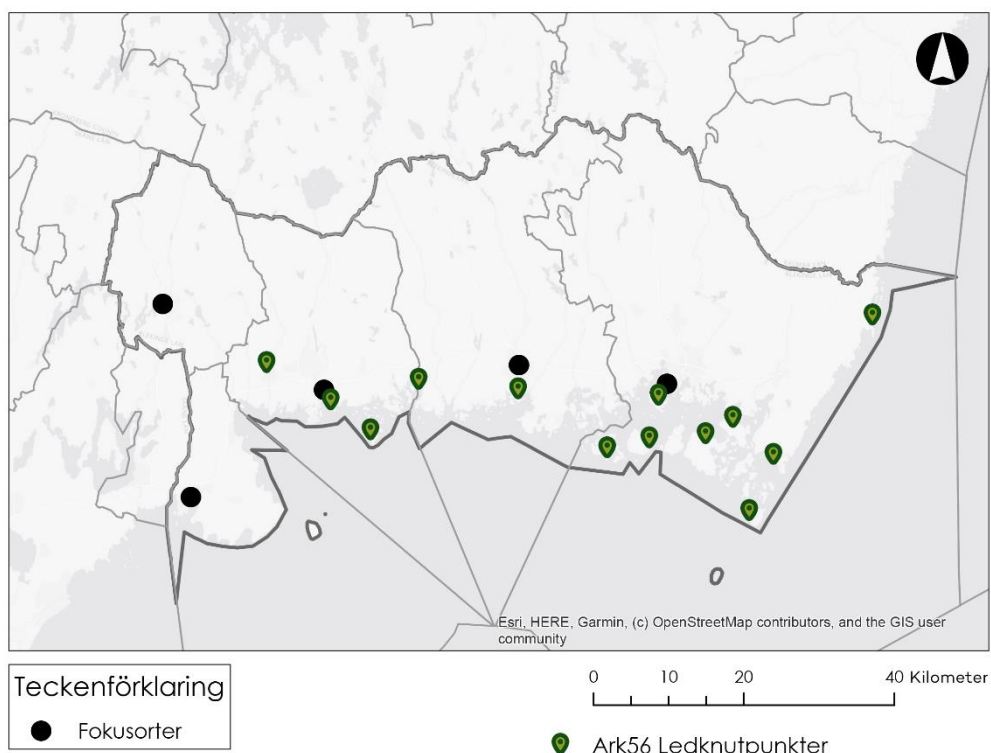 Esri, HERE, Garmin, (c) OpenStreetMap contributors, and the GIS user
community
Teckenförklaring
Fokusorter
0 10 20 40 Kilometer
Ark56 Ledknutpunkter